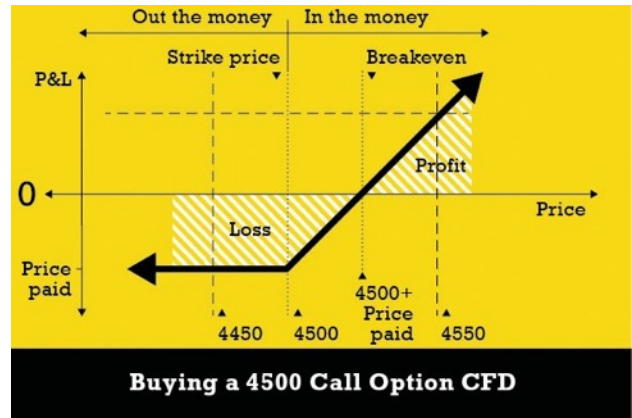 Out the money In the money
Strike price Breakeven
P&L
Profit
0
Price
Loss
Price
paid
4500+
Price
paid
4450 4500 4550
Buying a 4500 Call Option CFD